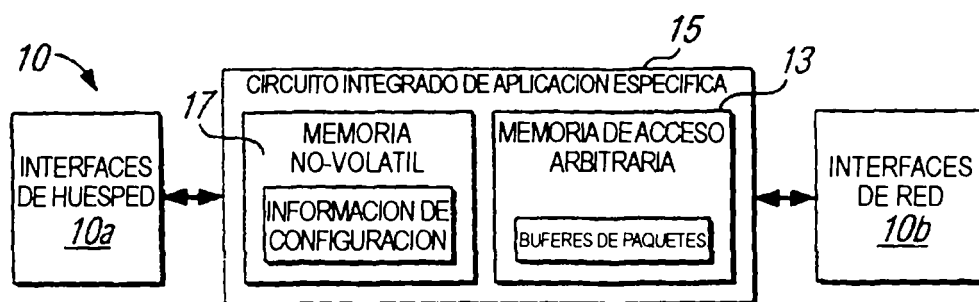 10
15
CIRCUITO INTEGRADO DE APLICACION ESPECIFICA
13
17
INTERFACES
DE HUESPED
10a
MEMORIA
NO-VOLATIL
INFORMACION DE
CONFIGURACION
MEMORIA DE ACCESO
ARBITRARIA
BUFERES DE PAQUETES
INTERFACES
DE RED
10b